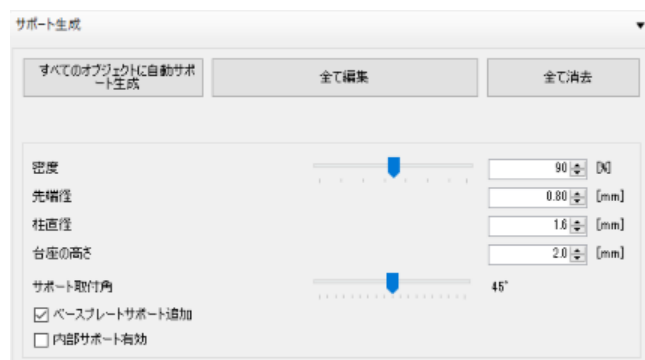 サポート生成
すべてのオブジェクトに自動サポ
ート生成
全て編集
全て消去
密度 90 [%]
先端径 0.80 [mm]
柱直径 1.6 [mm]
台座の高さ 2.0 [mm]
サポート取付角 45°
ベースプレートサポート追加
内部サポート有効